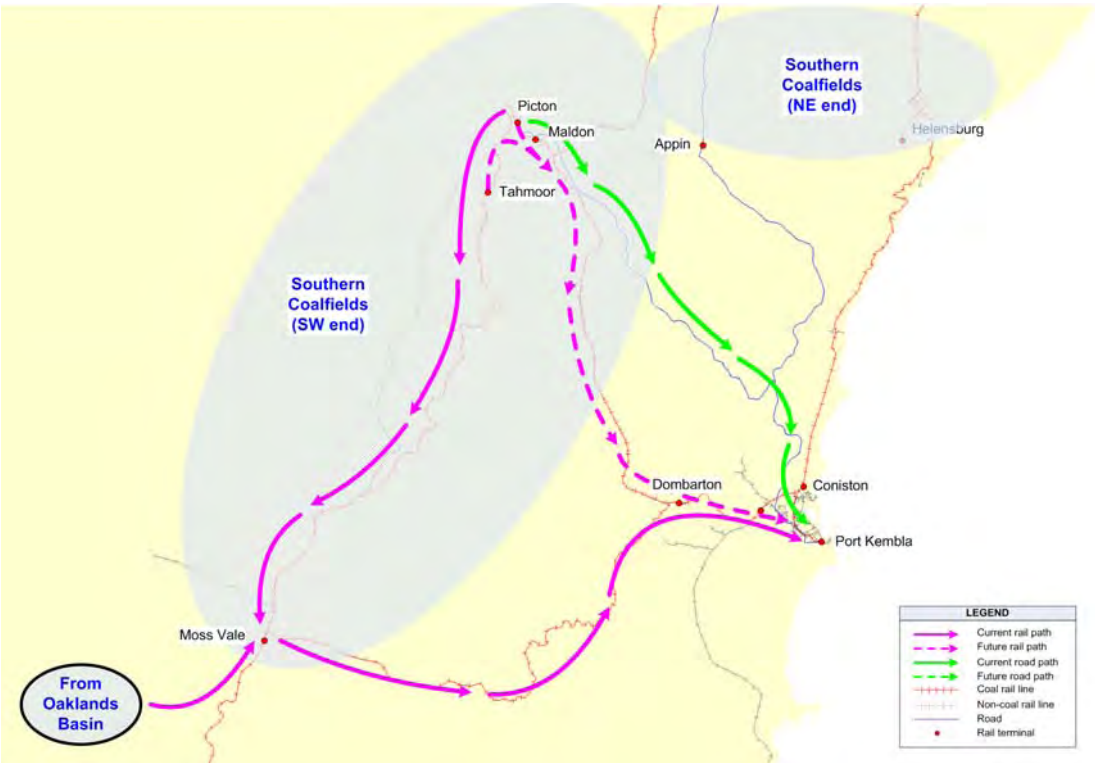 Southern
Coalfields
(NE end)
Picton
Maldon
Appin
Helensburg
Tahmoor
Southern
Coalfields
(SW end)
Dombarton
Coniston
Port Kembla
Moss Vale
From
Oaklands
Basin
LEGEND
Current rail path
Future rail path
Current road path
Future road path
Coal rail line
Non-coal rail line
Road
Rail terminal